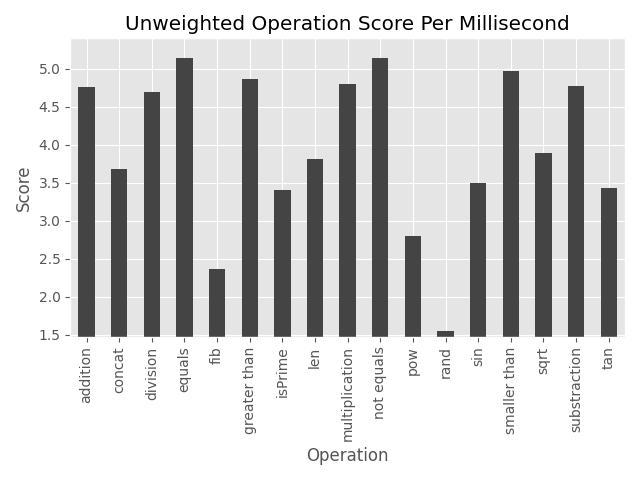 Unweighted Operation Score Per Millisecond
Score
5.0
4.5
4.0
3.5
3.0
2.5
2.0
1.5
addition
concat
division
equals
fib
greater than
isPrime
len
multiplication
not equals
pow
rand
sin
smaller than
sqrt
substraction
tan
Operation